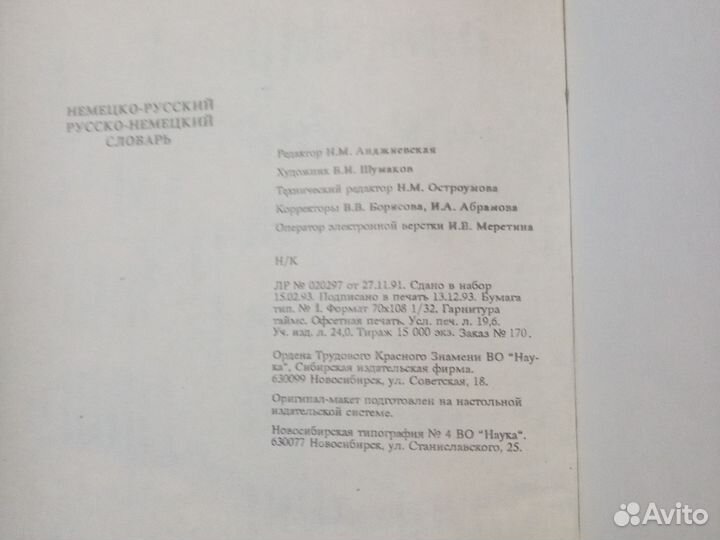 НЕМЕЦКО-РУССКИЙ
РУССКО-НЕМЕЦКИЙ
СЛОВАРЬ
Редактор Н.М. Анджиевская
Художник В.И. Шумаков
Технический редактор Н.М. Остроумова
Корректоры В.В. Борисова, И.А. Абрамова
Оператор электронной верстки И.В. Меретина
Н/К
ЛР № 020297 от 27.11.91. Сдано в набор
15.02.93. Подписано в печать 13.12.93. Бумага
тип. № 1. Формат 70х108 1/32. Гарнитура
таймс. Офсетная печать. Усл. печ. л. 19,6.
Уч. изд. л. 24,0. Тираж 15 000 экз. Заказ № 170.
Ордена Трудового Красного Знамени ВО "Нау-
ка", Сибирская издательская фирма.
630099 Новосибирск, ул. Советская, 18.
Оригинал-макет подготовлен на настольной
издательской системе.
Новосибирская типография № 4 ВО "Наука".
630077 Новосибирск, ул. Станиславского, 25.
Avito